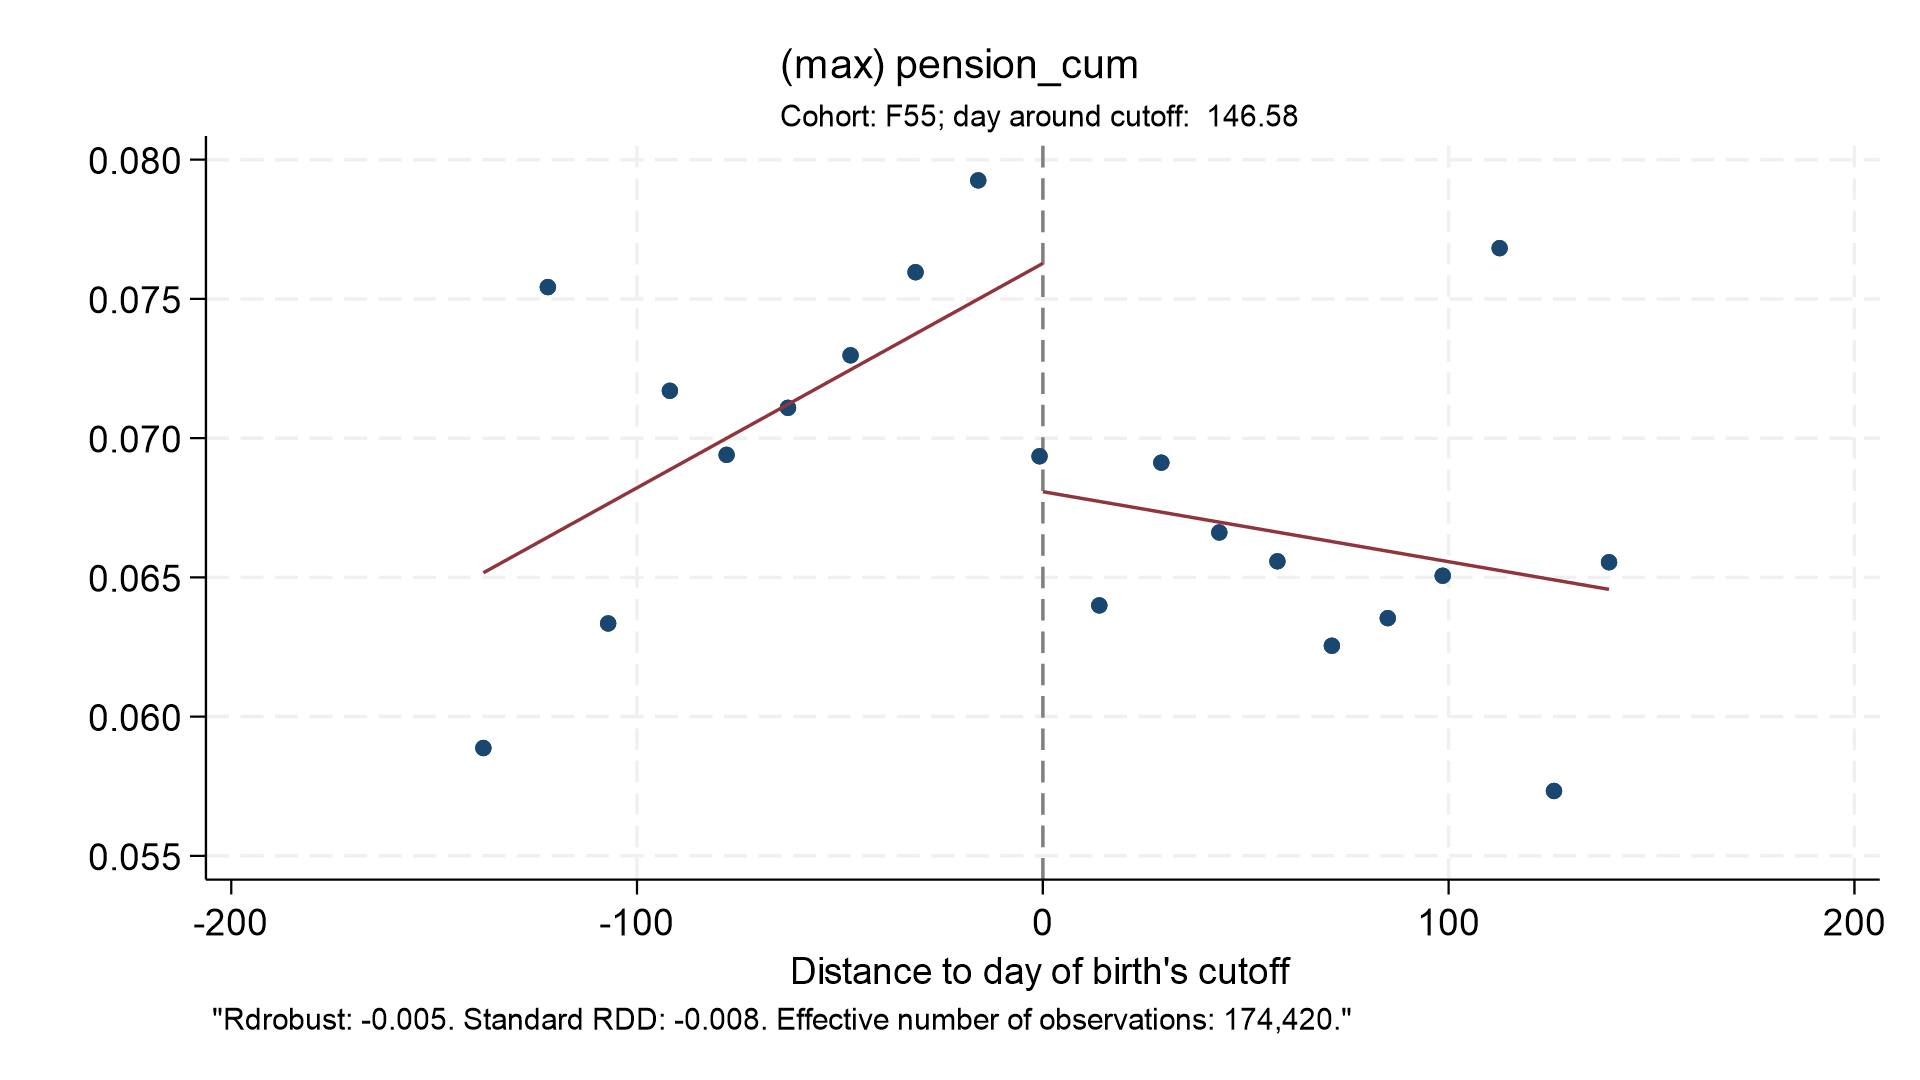 (max) pension_cum
Cohort: F55; day around cutoff:  146.58
0.080
0.075
0.070
0.065
0.060
0.055
-200 -100 0 100 200
Distance to day of birth's cutoff
"Rdrobust: -0.005. Standard RDD: -0.008. Effective number of observations: 174,420."